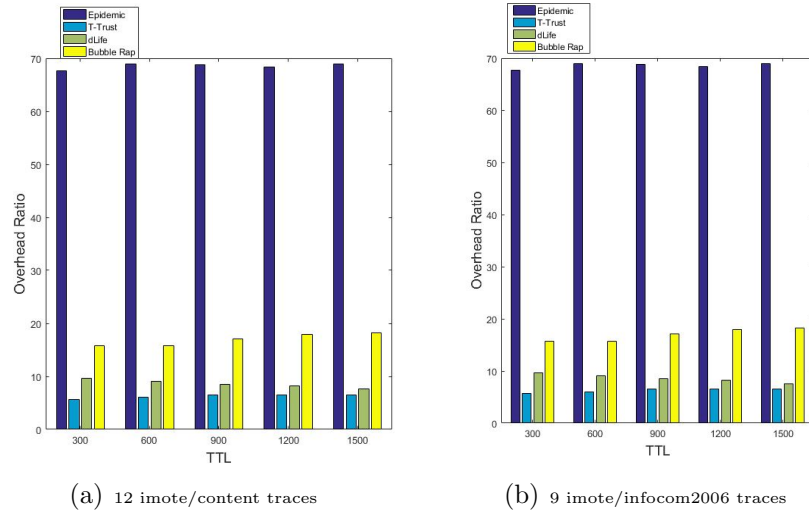 Epidemic
T-Trust
dLife
Bubble Rap
70
60
50
40
30
20
10
0
Overhead Ratio
300 600 900 1200 1500
TTL
(a) 12 imote/content traces
Epidemic
T-Trust
dLife
Bubble Rap
70
60
50
40
30
20
10
0
Overhead Ratio
300 600 900 1200 1500
TTL
(b) 9 imote/infocom2006 traces